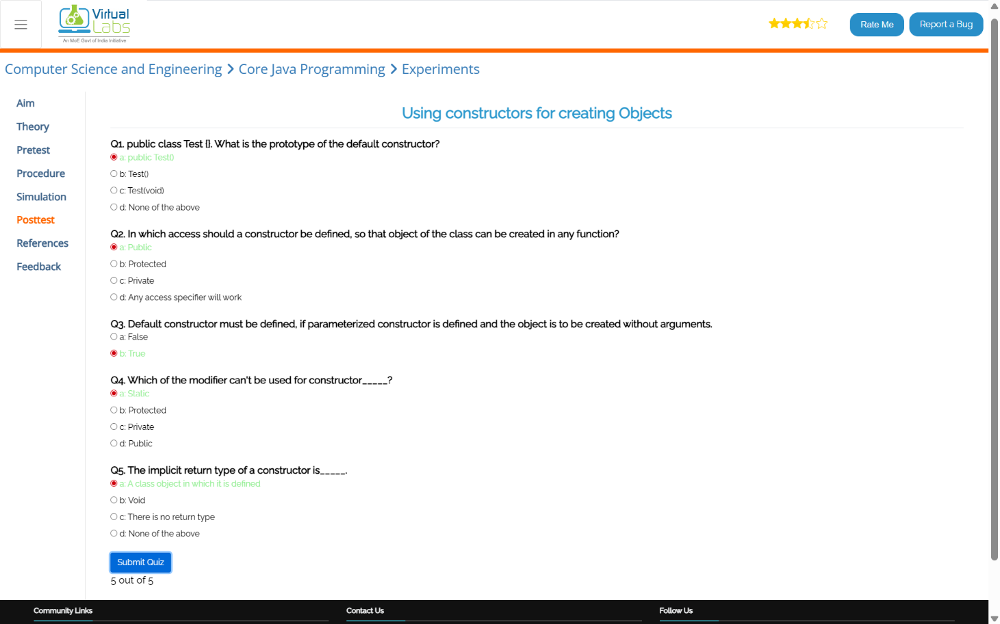 Virtual
Labs
An MoE Govt of India Initiative
Rate Me
Report a Bug
Computer Science and Engineering
Core Java Programming
Experiments
Aim
Theory
Pretest
Procedure
Simulation
Posttest
References
Feedback
Using constructors for creating Objects
Q1. public class Test {}. What is the prototype of the default constructor?
a: public Test()
b: Test()
c: Test(void)
d: None of the above
Q2. In which access should a constructor be defined, so that object of the class can be created in any function?
a: Public
b: Protected
c: Private
d: Any access specifier will work
Q3. Default constructor must be defined, if parameterized constructor is defined and the object is to be created without arguments.
a: False
b: True
Q4. Which of the modifier can't be used for constructor_____?
a: Static
b: Protected
c: Private
d: Public
Q5. The implicit return type of a constructor is_____.
a: A class object in which it is defined
b: Void
c: There is no return type
d: None of the above
Submit Quiz
5 out of 5
Community Links
Contact Us
Follow Us